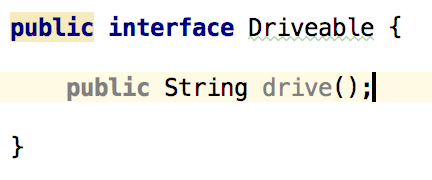 public interface Driveable {
public String drive();
}